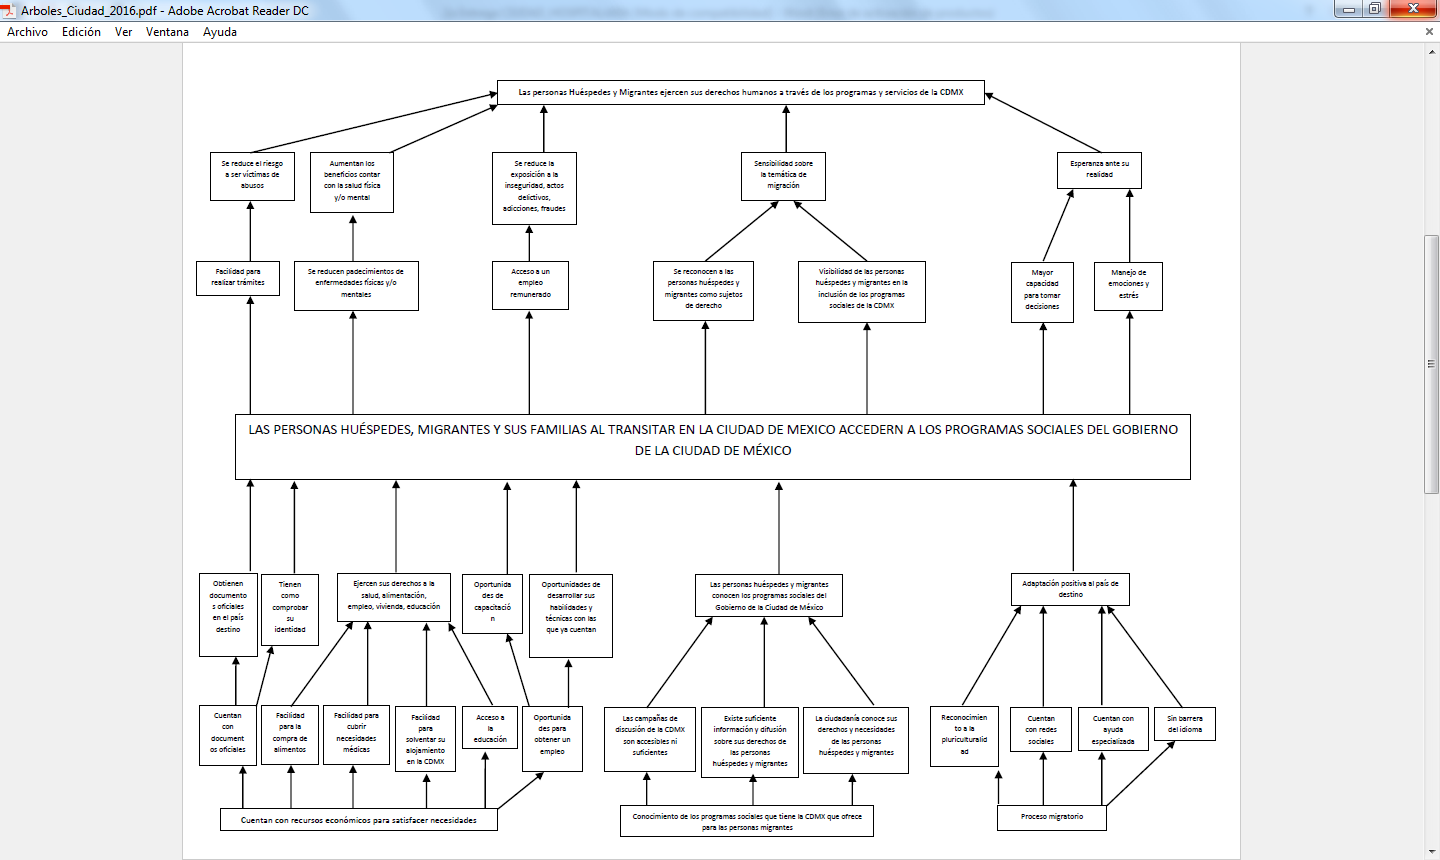 Arboles_Ciudad_2016.pdf - Adobe Acrobat Reader DC
Archivo Edición Ver Ventana Ayuda
Las personas Huéspedes y Migrantes ejercen sus derechos humanos a través de los programas y servicios de la CDMX
Se reduce el riesgo
a ser víctimas de
abusos
Aumentan los
beneficios contar
con la salud física
y/o mental
Se reduce la
exposición a la
inseguridad, actos
delictivos,
adicciones, fraudes
Sensibilidad sobre
la temática de
migración
Esperanza ante su
realidad
Facilidad para
realizar trámites
Se reducen padecimientos de
enfermedades físicas y/o
mentales
Acceso a un
empleo
remunerado
Se reconocen a las
personas huéspedes y
migrantes como sujetos
de derecho
Visibilidad de las personas
huéspedes y migrantes en la
inclusión de los programas
sociales de la CDMX
Mayor
capacidad
para tomar
decisiones
Manejo de
emociones y
estrés
LAS PERSONAS HUÉSPEDES, MIGRANTES Y SUS FAMILIAS AL TRANSITAR EN LA CIUDAD DE MEXICO ACCEDERN A LOS PROGRAMAS SOCIALES DEL GOBIERNO
DE LA CIUDAD DE MÉXICO
Obtienen
documento
s oficiales
en el país
destino
Tienen
como
comprobar
su
identidad
Ejercen sus derechos a la
salud, alimentación,
empleo, vivienda, educación
Oportunida
des de
capacitació
n
Oportunidades de
desarrollar sus
habilidades y
técnicas con las
que ya cuentan
Las personas huéspedes y migrantes
conocen los programas sociales del
Gobierno de la Ciudad de México
Adaptación positiva al país de
destino
Cuentan
con
document
os oficiales
Facilidad
para la
compra de
alimentos
Facilidad para
cubrir
necesidades
médicas
Facilidad
para
solventar su
alojamiento
en la CDMX
Acceso a
la
educación
Oportunida
des para
obtener un
empleo
Las campañas de
discusión de la CDMX
son accesibles ni
suficientes
Existe suficiente
información y difusión
sobre sus derechos de
las personas
huéspedes y migrantes
La ciudadanía conoce sus
derechos y necesidades
de las personas
huéspedes y migrantes
Reconocimien
to a la
pluriculturalid
ad
Cuentan
con redes
sociales
Cuentan con
ayuda
especializada
Sin barrera
del idioma
Cuentan con recursos económicos para satisfacer necesidades
Conocimiento de los programas sociales que tiene la CDMX que ofrece
para las personas migrantes
Proceso migratorio